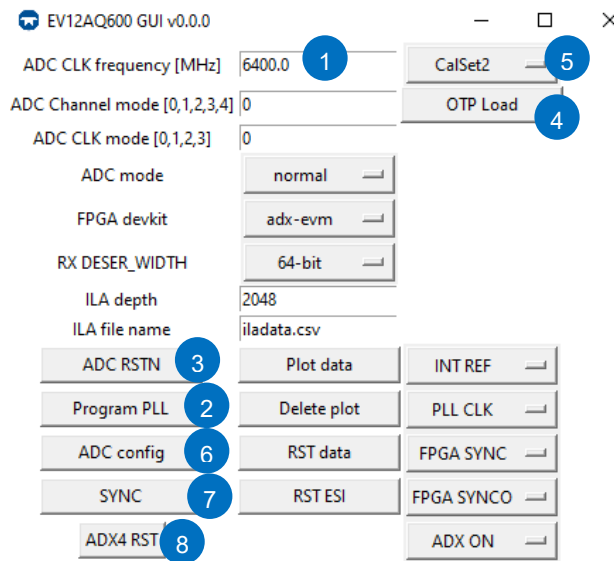 EV12AQ600 GUI v0.0.0
ADC CLK frequency [MHz] 6400.0 1 CalSet2 5
ADC Channel mode [0,1,2,3,4] 0 OTP Load 4
ADC CLK mode [0,1,2,3] 0
ADC mode normal
FPGA devkit adx-evm
RX DESER_WIDTH 64-bit
ILA depth 2048
ILA file name iladata.csv
ADC RSTN 3 Plot data INT REF
Program PLL 2 Delete plot PLL CLK
ADC config 6 RST data FPGA SYNC
SYNC 7 RST ESI FPGA SYNCO
ADX4 RST 8 ADX ON